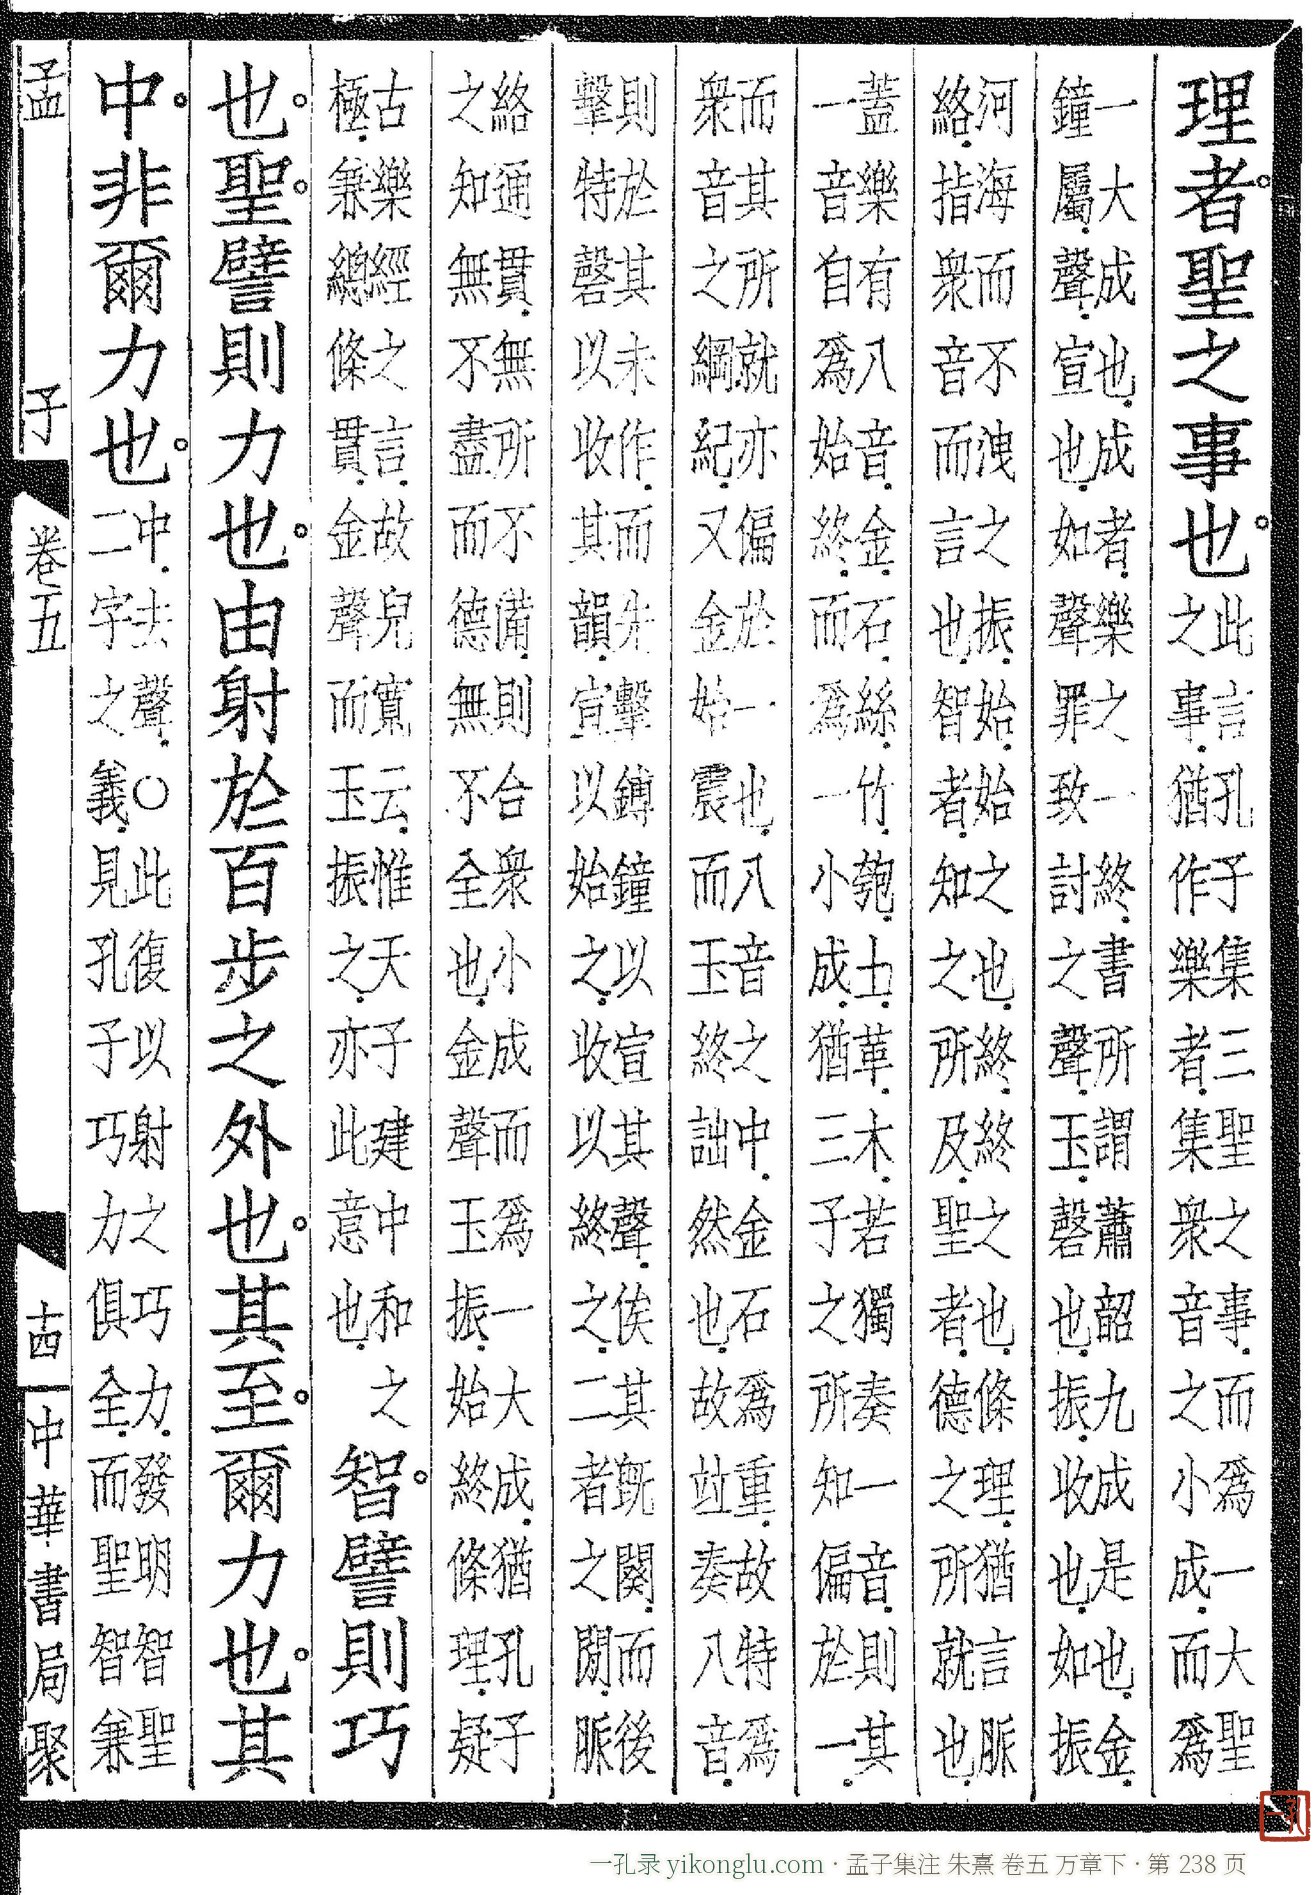 理者。聖之事也。
此言孔子集三聖之事。而爲一大聖
之事。猶作樂者。集衆音之小成。而爲
一大成也。成者。樂之一終。書所謂蕭韶九成是也。金。
鐘屬。聲。宣也。如聲罪致討之聲。玉。磬也。振。收也。如振
河海而不洩之振。始。始之也。終。終之也。條理。猶言脈
絡。指衆音而言也。智者。知之所及。聖者。德之所就也。
蓋樂有八音。金。石。絲。竹。匏。土。革。木。若獨奏一音。則其
一音自爲始終。而爲一小成。猶三子之所知偏於一。
而其所就亦偏於一也。八音之中。金石爲重。故特爲
衆音之綱紀。又金始震而玉終詘然也。故竝奏八音。
則於其未作。而先擊鎛鐘以宣其聲。俟其旣闋。而後
擊特磬以收其韻。宣以始之。收以終之。二者之閒。脈
絡通貫。無所不備。則合衆小成而爲一大成。猶孔子
之知無不盡而德無不全也。金聲玉振。始終條理。疑
古樂經之言。故兒寬云。惟天子建中和之
極。兼總條貫。金聲而玉振之。亦此意也。
智。譬則巧
也。聖。譬則力也。由射於百步之外也。其至。爾力也。其
中。非爾力也。
中。去聲。○此復以射之巧力。發明智聖
二字之義。見孔子巧力俱全。而聖智兼
孟子 卷五 十四 中華書局聚
一孔录 yikonglu.com · 孟子集注 朱熹 卷五 万章下 · 第 238 页